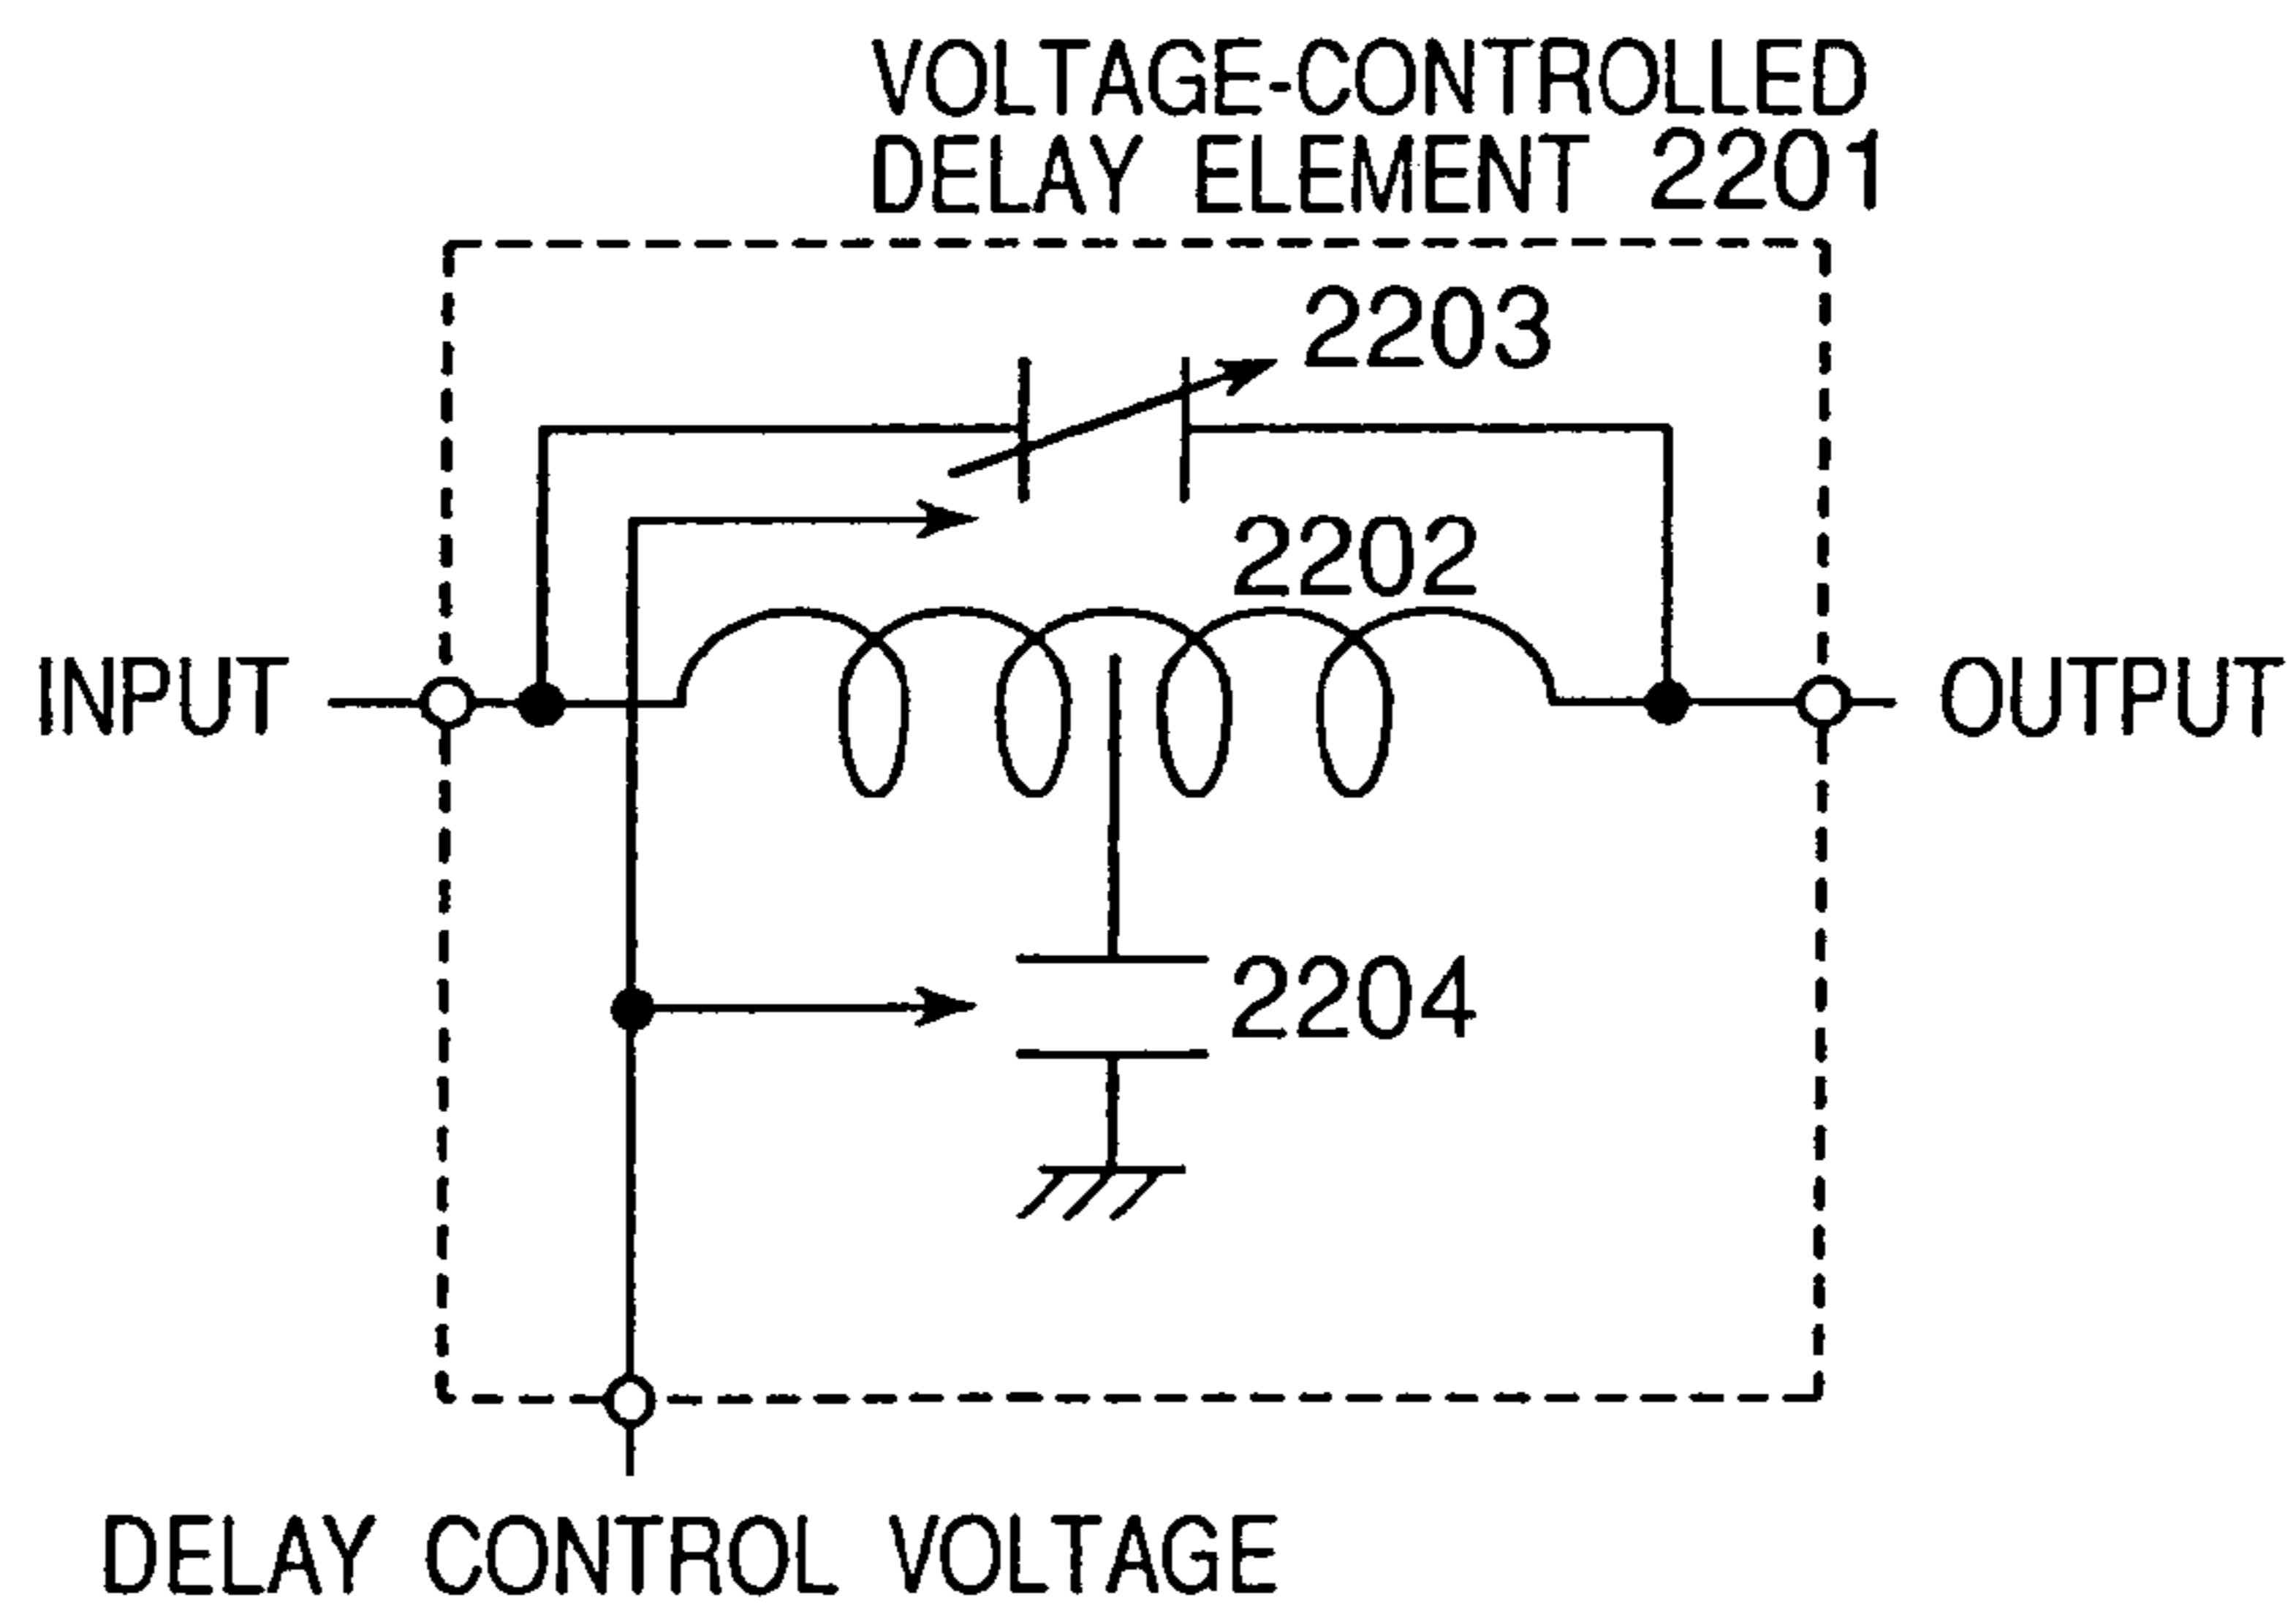 VOLTAGE-CONTROLLED
DELAY ELEMENT 2201
2203
2202
INPUT
OUTPUT
2204
DELAY CONTROL VOLTAGE